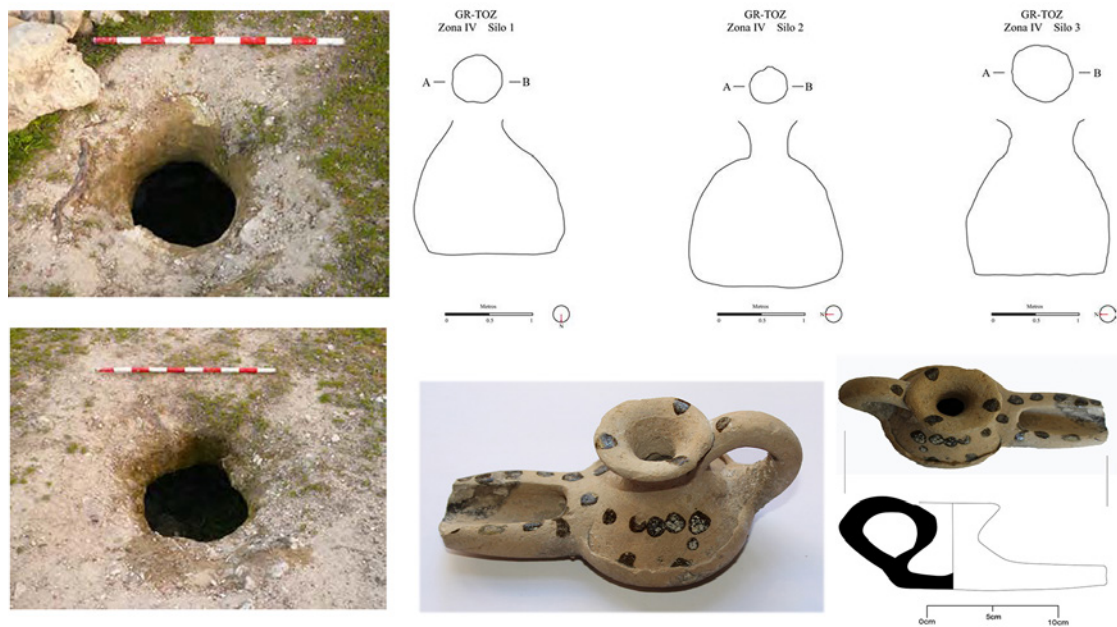 GR-TOZ
Zona IV Silo 1
A
B
Metros
0 0.5 1
N
GR-TOZ
Zona IV Silo 2
A
B
Metros
0 0.5 1
N
GR-TOZ
Zona IV Silo 3
A
B
Metros
0 0.5 1
N
0cm 5cm 10cm